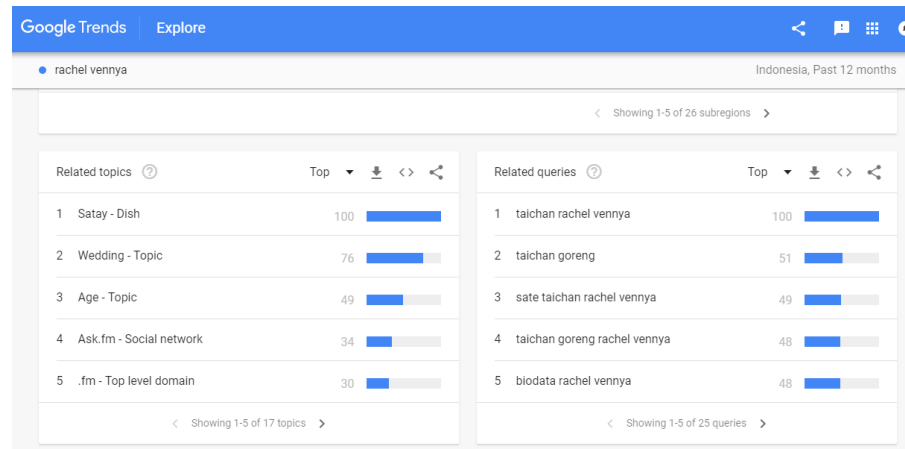 Google Trends Explore
rachel vennya Indonesia, Past 12 months
Showing 1-5 of 26 subregions
Related topics Top
1 Satay - Dish 100
2 Wedding - Topic 76
3 Age - Topic 49
4 Ask.fm - Social network 34
5 .fm - Top level domain 30
Showing 1-5 of 17 topics
Related queries Top
1 taichan rachel vennya 100
2 taichan goreng 51
3 sate taichan rachel vennya 49
4 taichan goreng rachel vennya 48
5 biodata rachel vennya 48
Showing 1-5 of 25 queries